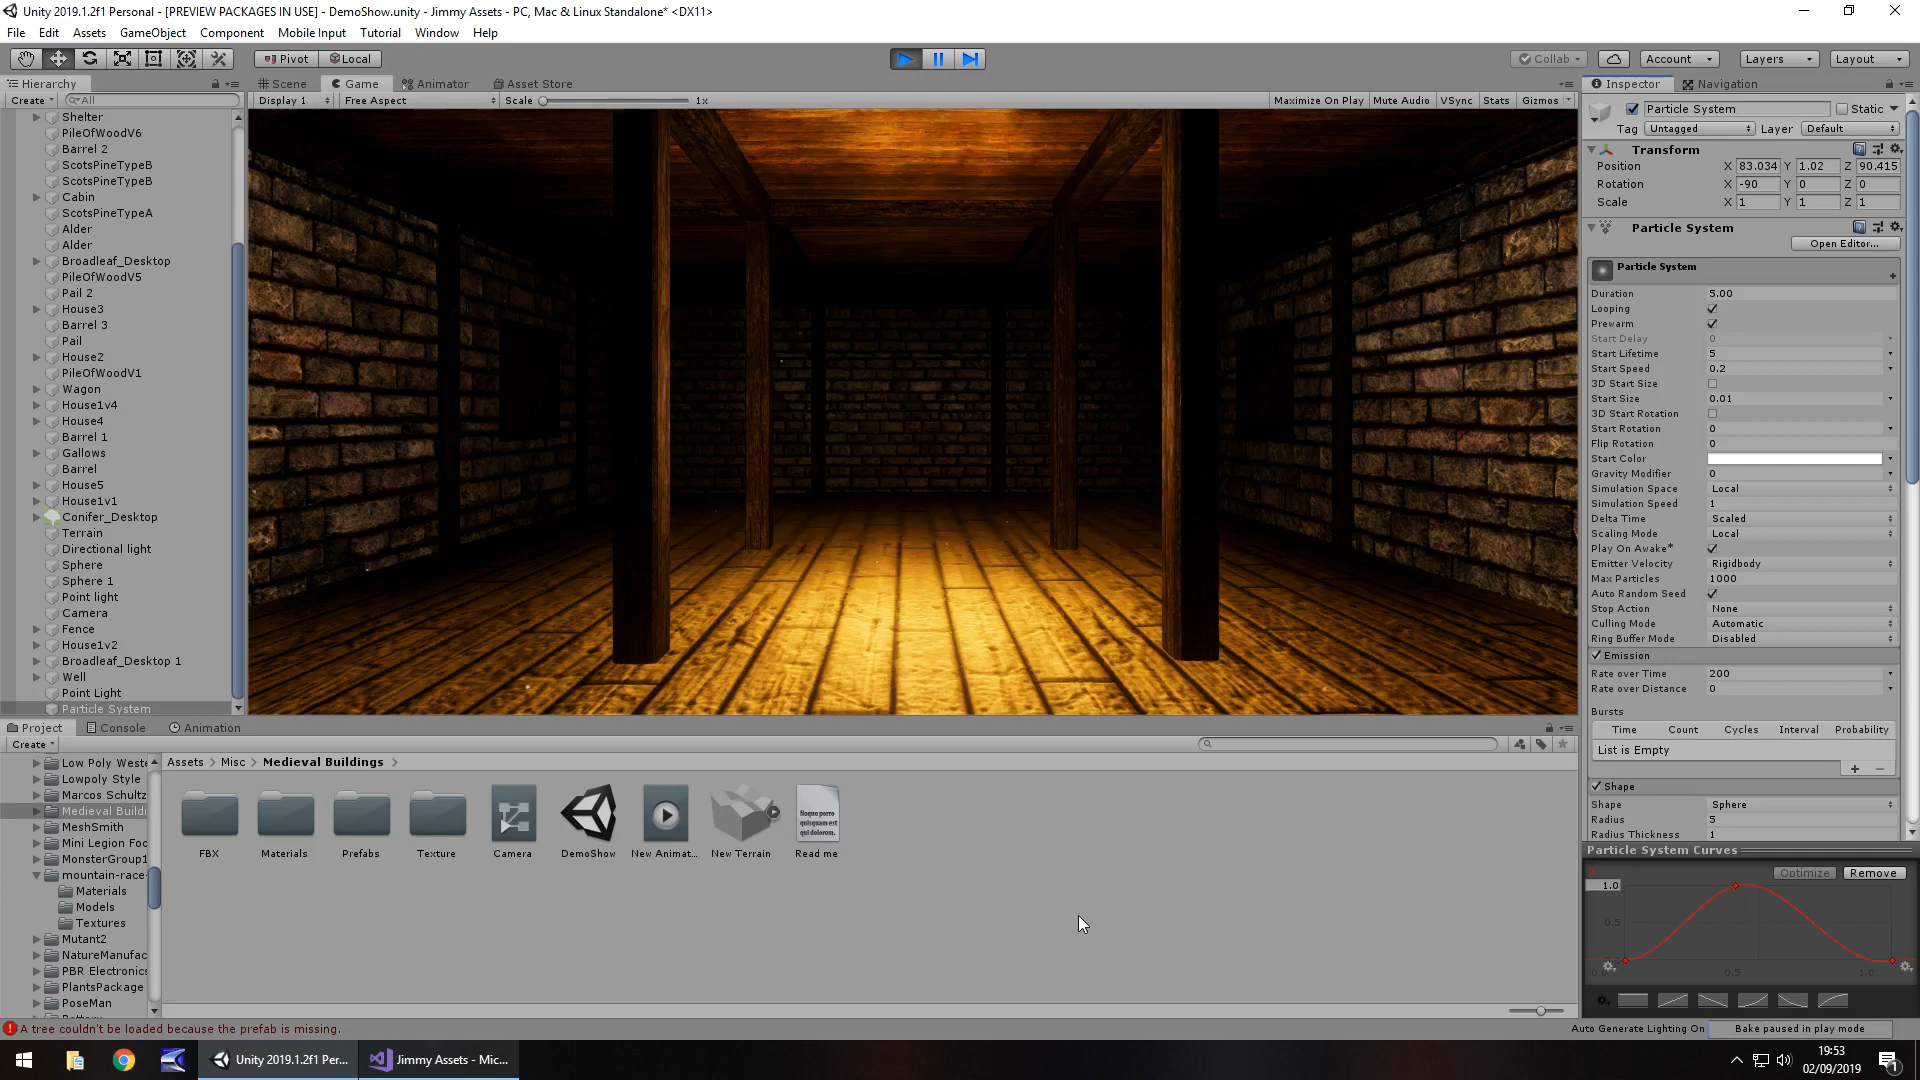 Unity 2019.1.2f1 Personal - [PREVIEW PACKAGES IN USE] - DemoShow.unity - Jimmy Assets - PC, Mac & Linux Standalone* <DX11>
File Edit Assets GameObject Component Mobile Input Tutorial Window Help
Pivot Local Collab Account Layers Layout
Hierarchy
Create All
Shelter
PileOfWoodV6
Barrel 2
ScotsPineTypeB
ScotsPineTypeB
Cabin
ScotsPineTypeA
Alder
Alder
Broadleaf_Desktop
PileOfWoodV5
Pail 2
House3
Barrel 3
Pail
House2
PileOfWoodV1
Wagon
House1v4
House4
Barrel 1
Gallows
Barrel
House5
House1v1
Conifer_Desktop
Terrain
Directional light
Sphere
Sphere 1
Point light
Camera
Fence
House1v2
Broadleaf_Desktop 1
Well
Point Light
Particle System
Scene Game Animator Asset Store
Display 1 Free Aspect Scale 1x Maximize On Play Mute Audio VSync Stats Gizmos
Inspector Navigation
Particle System Static
Tag Untagged Layer Default
Transform
Position X 83.034 Y 1.02 Z 90.415
Rotation X -90 Y 0 Z 0
Scale X 1 Y 1 Z 1
Particle System
Open Editor...
Particle System
Duration 5.00
Looping
Prewarm
Start Delay 0
Start Lifetime 5
Start Speed 0.2
3D Start Size
Start Size 0.01
3D Start Rotation
Start Rotation 0
Flip Rotation 0
Start Color
Gravity Modifier 0
Simulation Space Local
Simulation Speed 1
Delta Time Scaled
Scaling Mode Local
Play On Awake*
Emitter Velocity Rigidbody
Max Particles 1000
Auto Random Seed
Stop Action None
Culling Mode Automatic
Ring Buffer Mode Disabled
Emission
Rate over Time 200
Rate over Distance 0
Bursts
Time Count Cycles Interval Probability
List is Empty
Shape
Shape Sphere
Radius 5
Radius Thickness 1
Particle System Curves
Optimize Remove
1.0
0.5
0.5 1.0
Project Console Animation
Create
Low Poly Weste
Lowpoly Style
Marcos Schultz
Medieval Buildi
MeshSmith
Mini Legion Foo
MonsterGroup1
mountain-race-
Materials
Models
Textures
Mutant2
NatureManufac
PBR Electronics
PlantsPackage
PoseMan
Assets > Misc > Medieval Buildings >
FBX Materials Prefabs Texture Camera DemoShow New Animat... New Terrain Read me
Neque porro
quisquam est
qui dolorem.
A tree couldn't be loaded because the prefab is missing.
Auto Generate Lighting On Bake paused in play mode
Unity 2019.1.2f1 Per... Jimmy Assets - Mic...
19:53
02/09/2019
1